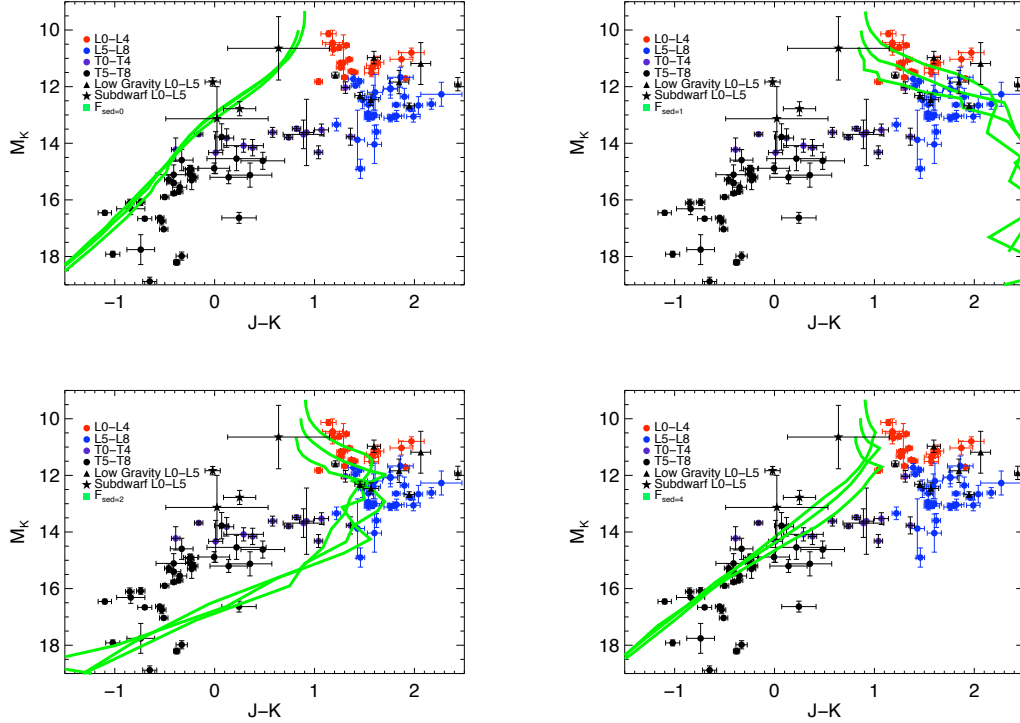 10
12
14
16
18
M_K
L0−L4
L5−L8
T0−T4
T5−T8
Low Gravity L0−L5
Subdwarf L0−L5
F_sed=0
−1 0 1 2
J−K
10
12
14
16
18
M_K
L0−L4
L5−L8
T0−T4
T5−T8
Low Gravity L0−L5
Subdwarf L0−L5
F_sed=1
−1 0 1 2
J−K
10
12
14
16
18
M_K
L0−L4
L5−L8
T0−T4
T5−T8
Low Gravity L0−L5
Subdwarf L0−L5
F_sed=2
−1 0 1 2
J−K
10
12
14
16
18
M_K
L0−L4
L5−L8
T0−T4
T5−T8
Low Gravity L0−L5
Subdwarf L0−L5
F_sed=4
−1 0 1 2
J−K